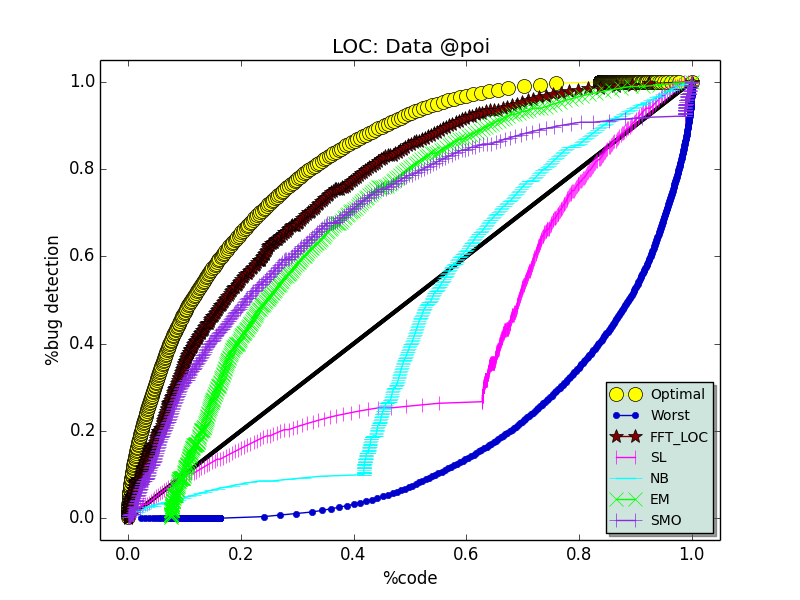 LOC: Data @poi
1.0
0.8
0.6
0.4
0.2
0.0
%bug detection
0.0 0.2 0.4 0.6 0.8 1.0
%code
Optimal
Worst
FFT_LOC
SL
NB
EM
SMO